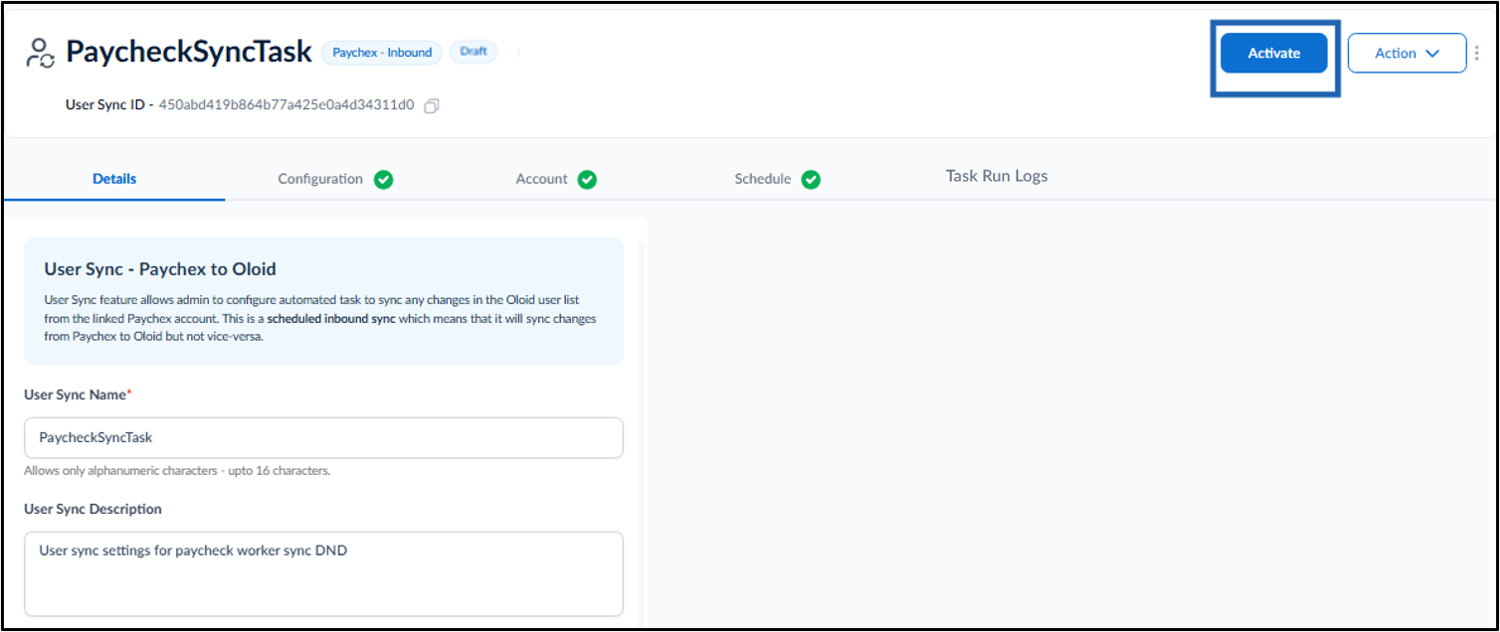 PaycheckSyncTask
Paychex - Inbound
Draft
Activate
Action
User Sync ID - 450abd419b864b77a425e0a4d34311d0
Details
Configuration
Account
Schedule
Task Run Logs
User Sync - Paychex to Oloid
User Sync feature allows admin to configure automated task to sync any changes in the Oloid user list
from the linked Paychex account. This is a scheduled inbound sync which means that it will sync changes
from Paychex to Oloid but not vice-versa.
User Sync Name*
PaycheckSyncTask
Allows only alphanumeric characters - upto 16 characters.
User Sync Description
User sync settings for paycheck worker sync DND